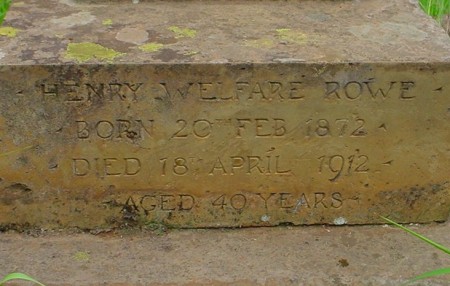 HENRY WELFARE ROWE
BORN 20TH FEB 1872
DIED 18TH APRIL 1912
AGED 40 YEARS